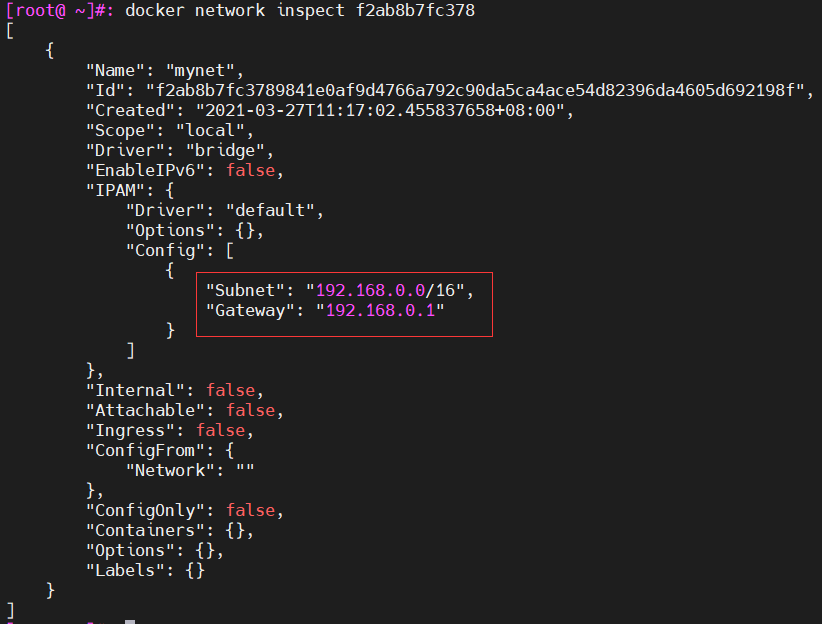 [root@ ~]#: docker network inspect f2ab8b7fc378
[
    {
        "Name": "mynet",
        "Id": "f2ab8b7fc3789841e0af9d4766a792c90da5ca4ace54d82396da4605d692198f",
        "Created": "2021-03-27T11:17:02.455837658+08:00",
        "Scope": "local",
        "Driver": "bridge",
        "EnableIPv6": false,
        "IPAM": {
            "Driver": "default",
            "Options": {},
            "Config": [
                {
                    "Subnet": "192.168.0.0/16",
                    "Gateway": "192.168.0.1"
                }
            ]
        },
        "Internal": false,
        "Attachable": false,
        "Ingress": false,
        "ConfigFrom": {
            "Network": ""
        },
        "ConfigOnly": false,
        "Containers": {},
        "Options": {},
        "Labels": {}
    }
]